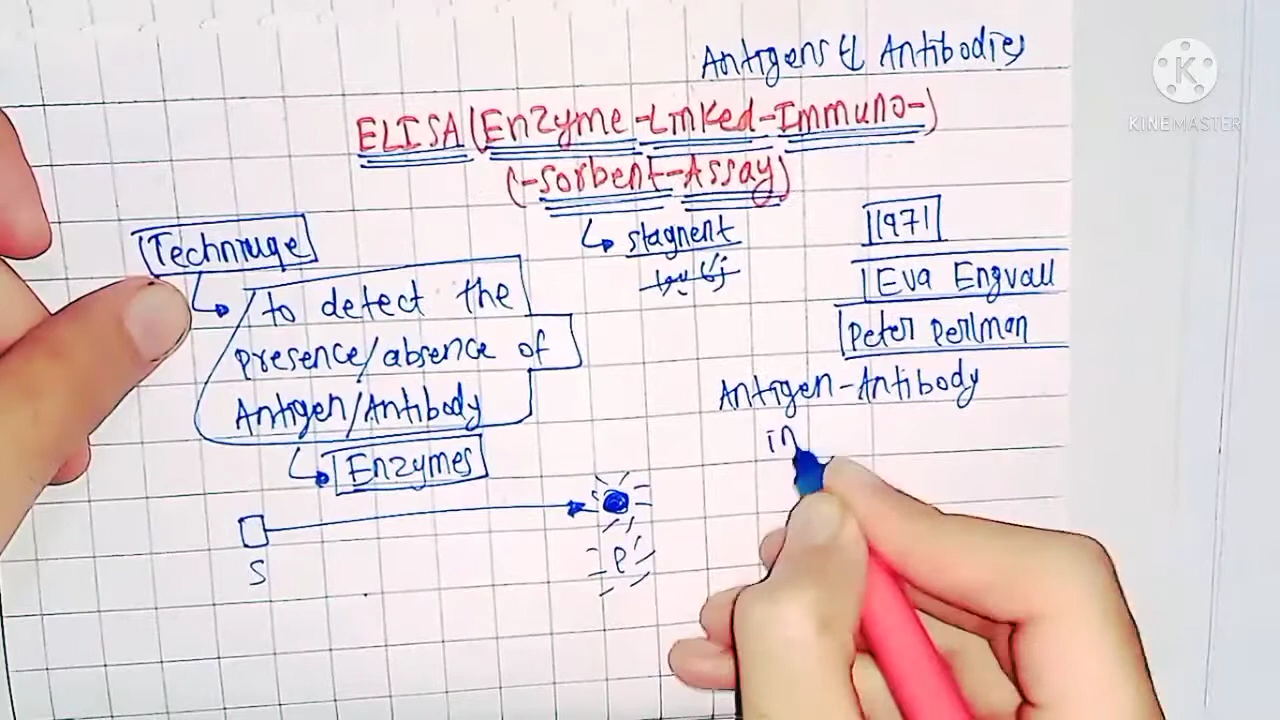 Antigens & Antibodies
ELISA (Enzyme-Linked-Immuno-)
(-Sorbent-Assay)
Techniuqe
to detect the
presence/absence of
Antigen/Antibody
Enzymes
S
P
stagnent
1971
Eva Engvall
Peter Perlman
Antigen-Antibody
in
KINEMASTER